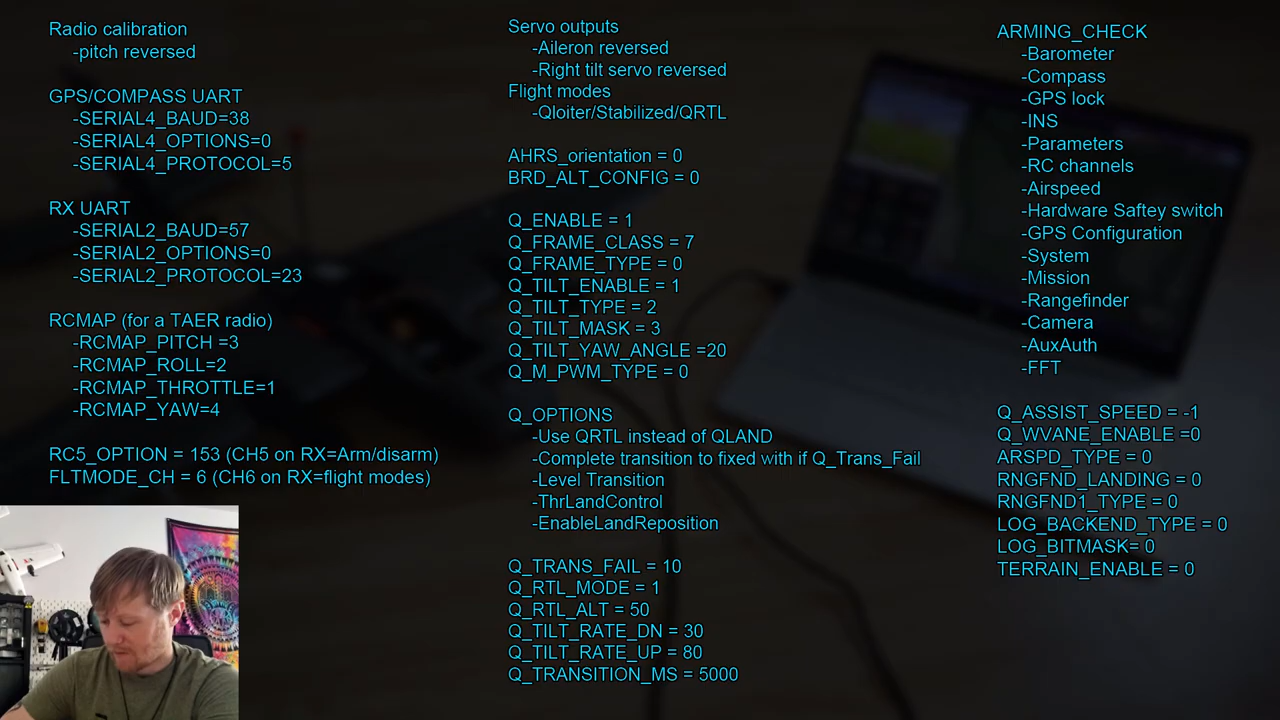 Radio calibration
-pitch reversed
GPS/COMPASS UART
-SERIAL4_BAUD=38
-SERIAL4_OPTIONS=0
-SERIAL4_PROTOCOL=5
RX UART
-SERIAL2_BAUD=57
-SERIAL2_OPTIONS=0
-SERIAL2_PROTOCOL=23
RCMAP (for a TAER radio)
-RCMAP_PITCH =3
-RCMAP_ROLL=2
-RCMAP_THROTTLE=1
-RCMAP_YAW=4
RC5_OPTION = 153 (CH5 on RX=Arm/disarm)
FLTMODE_CH = 6 (CH6 on RX=flight modes)
Servo outputs
-Aileron reversed
-Right tilt servo reversed
Flight modes
-Qloiter/Stabilized/QRTL
AHRS_orientation = 0
BRD_ALT_CONFIG = 0
Q_ENABLE = 1
Q_FRAME_CLASS = 7
Q_FRAME_TYPE = 0
Q_TILT_ENABLE = 1
Q_TILT_TYPE = 2
Q_TILT_MASK = 3
Q_TILT_YAW_ANGLE =20
Q_M_PWM_TYPE = 0
Q_OPTIONS
-Use QRTL instead of QLAND
-Complete transition to fixed with if Q_Trans_Fail
-Level Transition
-ThrLandControl
-EnableLandReposition
Q_TRANS_FAIL = 10
Q_RTL_MODE = 1
Q_RTL_ALT = 50
Q_TILT_RATE_DN = 30
Q_TILT_RATE_UP = 80
Q_TRANSITION_MS = 5000
ARMING_CHECK
-Barometer
-Compass
-GPS lock
-INS
-Parameters
-RC channels
-Airspeed
-Hardware Saftey switch
-GPS Configuration
-System
-Mission
-Rangefinder
-Camera
-AuxAuth
-FFT
Q_ASSIST_SPEED = -1
Q_WVANE_ENABLE =0
ARSPD_TYPE = 0
RNGFND_LANDING = 0
RNGFND1_TYPE = 0
LOG_BACKEND_TYPE = 0
LOG_BITMASK= 0
TERRAIN_ENABLE = 0